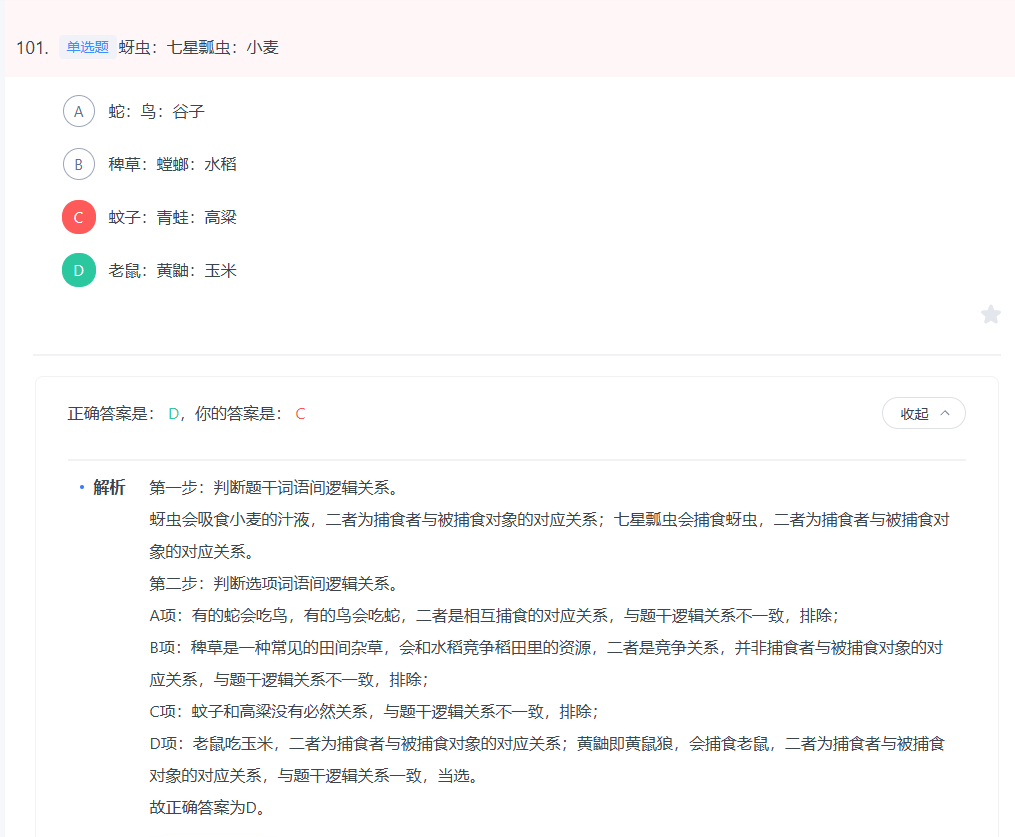 101. 单选题 蚜虫：七星瓢虫：小麦
A 蛇：鸟：谷子
B 稗草：螳螂：水稻
C 蚊子：青蛙：高粱
D 老鼠：黄鼬：玉米
正确答案是： D，你的答案是： C
收起
• 解析 第一步：判断题干词语间逻辑关系。
蚜虫会吸食小麦的汁液，二者为捕食者与被捕食对象的对应关系；七星瓢虫会捕食蚜虫，二者为捕食者与被捕食对
象的对应关系。
第二步：判断选项词语间逻辑关系。
A项：有的蛇会吃鸟，有的鸟会吃蛇，二者是相互捕食的对应关系，与题干逻辑关系不一致，排除；
B项：稗草是一种常见的田间杂草，会和水稻竞争稻田里的资源，二者是竞争关系，并非捕食者与被捕食对象的对
应关系，与题干逻辑关系不一致，排除；
C项：蚊子和高粱没有必然关系，与题干逻辑关系不一致，排除；
D项：老鼠吃玉米，二者为捕食者与被捕食对象的对应关系；黄鼬即黄鼠狼，会捕食老鼠，二者为捕食者与被捕食
对象的对应关系，与题干逻辑关系一致，当选。
故正确答案为D。